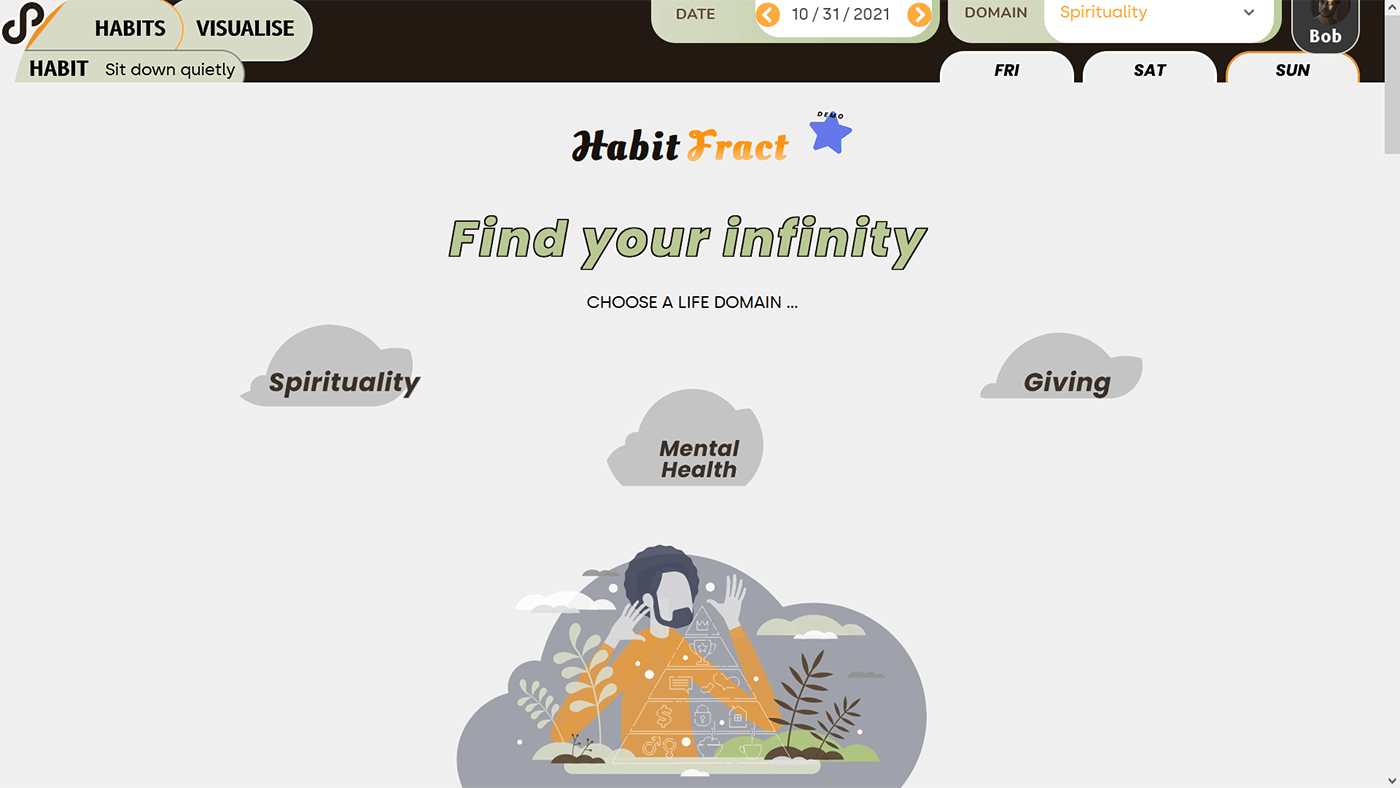 HABITS VISUALISE
DATE 10 / 31 / 2021
DOMAIN Spirituality
Bob
HABIT Sit down quietly
FRI SAT SUN
DEMO
Habit Fract
Find your infinity
CHOOSE A LIFE DOMAIN ...
Spirituality
Giving
Mental
Health